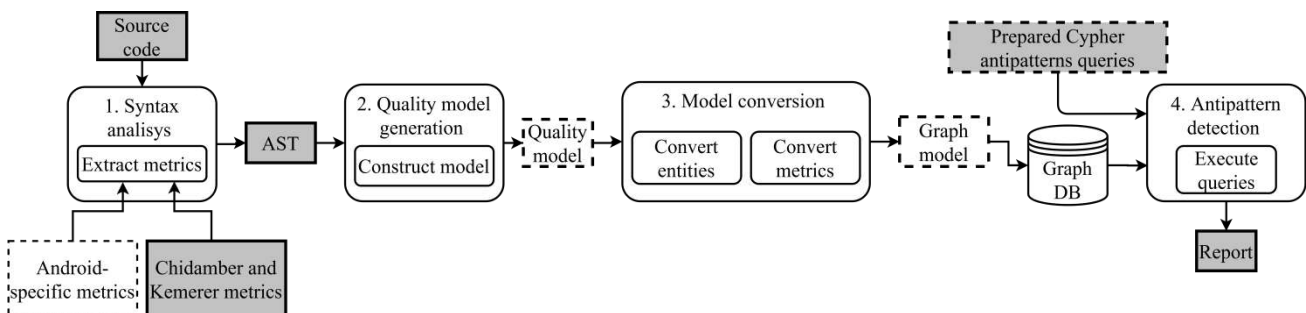 Source
code
1. Syntax
analisys
Extract metrics
Android-
specific metrics
Chidamber and
Kemerer metrics
AST
2. Quality model
generation
Construct model
Quality
model
3. Model conversion
Convert
entities
Convert
metrics
Graph
model
Graph
DB
Prepared Cypher
antipatterns queries
4. Antipattern
detection
Execute
queries
Report